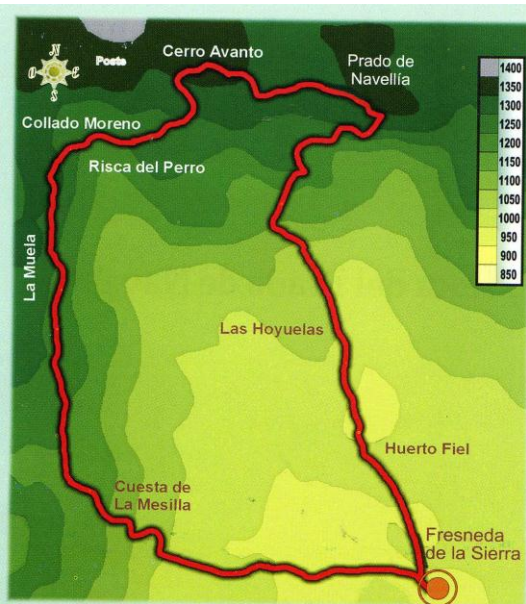 N
O
E
S
Poste
Cerro Avanto
Prado de
Navellía
Collado Moreno
Risca del Perro
La Muela
Las Hoyuelas
Huerto Fiel
Cuesta de
La Mesilla
Fresneda
de la Sierra
1400
1350
1300
1250
1200
1150
1100
1050
1000
950
900
850